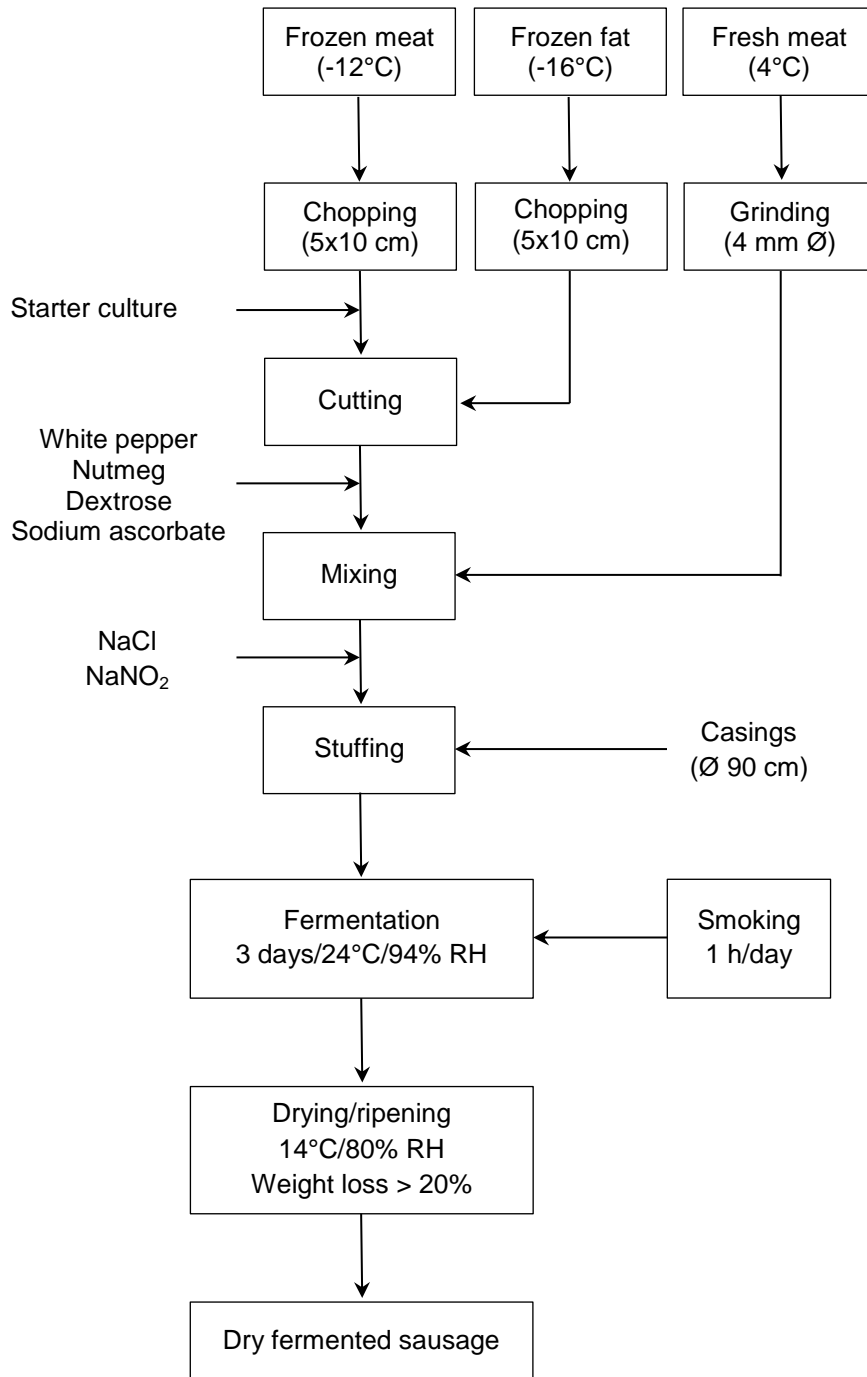 Frozen meat
(-12°C)
Frozen fat
(-16°C)
Fresh meat
(4°C)
Chopping
(5x10 cm)
Chopping
(5x10 cm)
Grinding
(4 mm Ø)
Starter culture
Cutting
White pepper
Nutmeg
Dextrose
Sodium ascorbate
Mixing
NaCl
NaNO₂
Stuffing
Casings
(Ø 90 cm)
Fermentation
3 days/24°C/94% RH
Smoking
1 h/day
Drying/ripening
14°C/80% RH
Weight loss > 20%
Dry fermented sausage